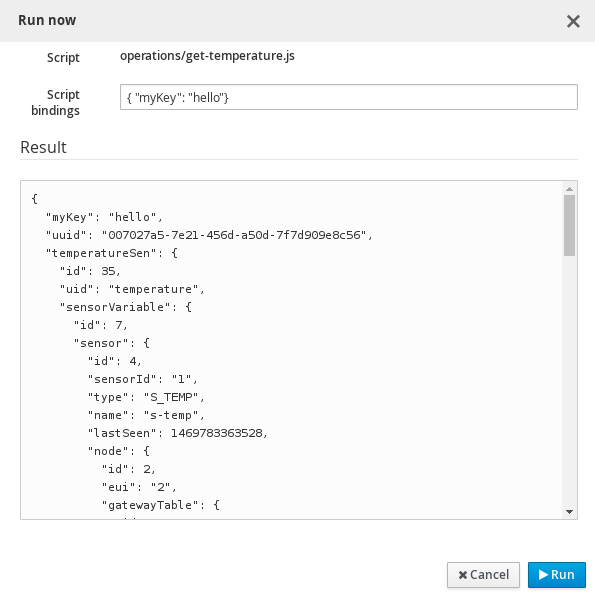 Run now
Script operations/get-temperature.js
Script bindings { "myKey": "hello"}
Result
{
"myKey": "hello",
"uuid": "007027a5-7e21-456d-a50d-7f7d909e8c56",
"temperatureSen": {
"id": 35,
"uid": "temperature",
"sensorVariable": {
"id": 7,
"sensor": {
"id": 4,
"sensorId": "1",
"type": "S_TEMP",
"name": "s-temp",
"lastSeen": 1469783363528,
"node": {
"id": 2,
"eui": "2",
"gatewayTable": {
Cancel Run